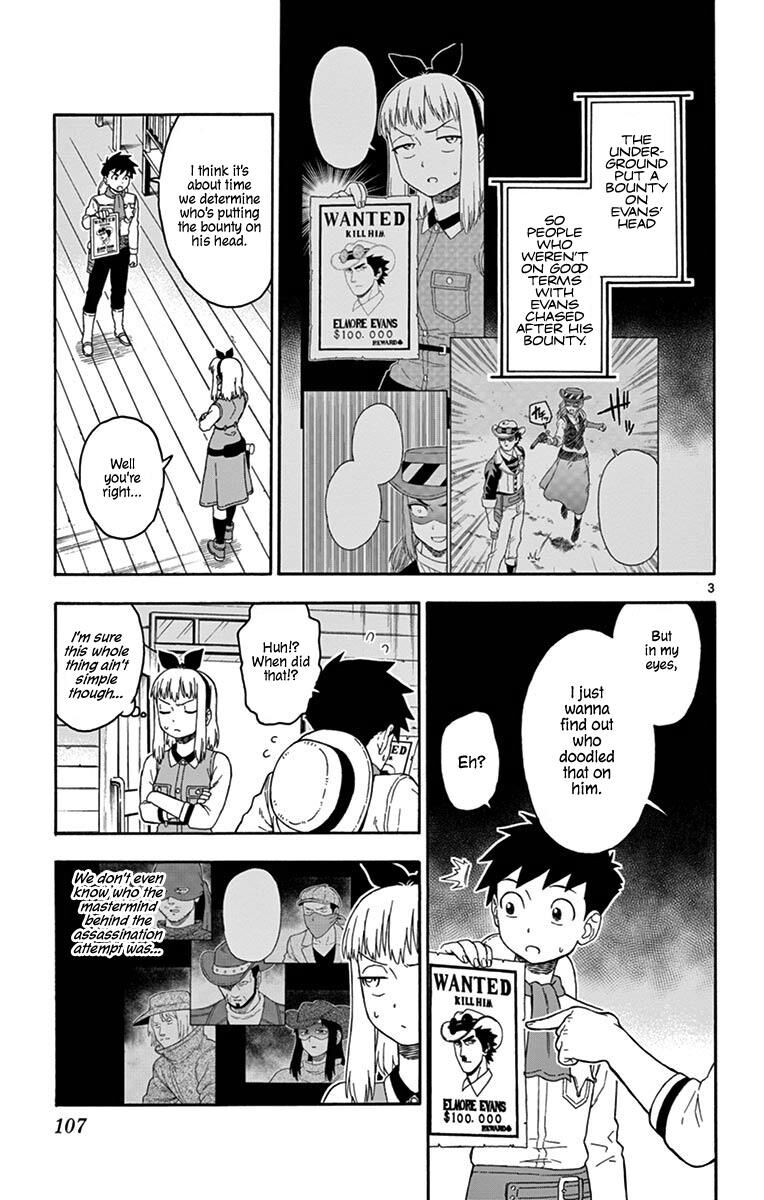 THE
UNDER-
GROUND
PUT A
BOUNTY
ON
EVANS'
HEAD
SO
PEOPLE
WHO
WEREN'T
ON GOOD
TERMS
WITH
EVANS
CHASED
AFTER HIS
BOUNTY.
WANTED
KILL HIM
ELMORE EVANS
$100.000
REWARD
I think it's
about time
we determine
who's putting
the bounty on
his head.
Well
you're
right...
3
But
in my
eyes,
I just
wanna
find out
who
doodled
that on
him.
Eh?
WANTED
KILL HIM
ELMORE EVANS
$100.000
REWARD
Huh!?
When did
that!?
ED
I'm sure
this whole
thing ain't
simple
though...
We don't even
know who the
mastermind
behind the
assassination
attempt was...
107